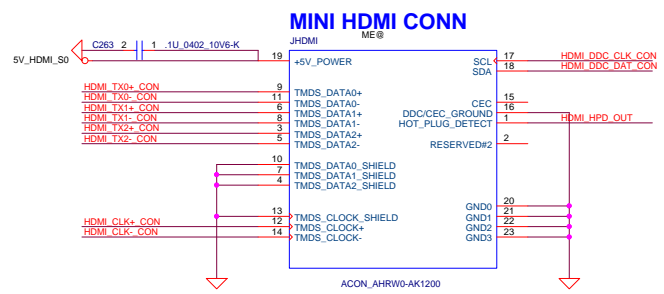 MINI HDMI CONN
ME@
JHDMI
C263 2 1 .1U_0402_10V6-K
5V_HDMI_S0
19 +5V_POWER
SCL 17 HDMI_DDC_CLK_CON
SDA 18 HDMI_DDC_DAT_CON
HDMI_TX0+_CON 9 TMDS_DATA0+
HDMI_TX0-_CON 11 TMDS_DATA0-
HDMI_TX1+_CON 6 TMDS_DATA1+
HDMI_TX1-_CON 8 TMDS_DATA1-
HDMI_TX2+_CON 3 TMDS_DATA2+
HDMI_TX2-_CON 5 TMDS_DATA2-
CEC 15
DDC/CEC_GROUND 16
HOT_PLUG_DETECT 1 HDMI_HPD_OUT
RESERVED#2 2
10 TMDS_DATA0_SHIELD
7 TMDS_DATA1_SHIELD
4 TMDS_DATA2_SHIELD
13 TMDS_CLOCK_SHIELD
HDMI_CLK+_CON 12 TMDS_CLOCK+
HDMI_CLK-_CON 14 TMDS_CLOCK-
GND0 20
GND1 21
GND2 22
GND3 23
ACON_AHRW0-AK1200